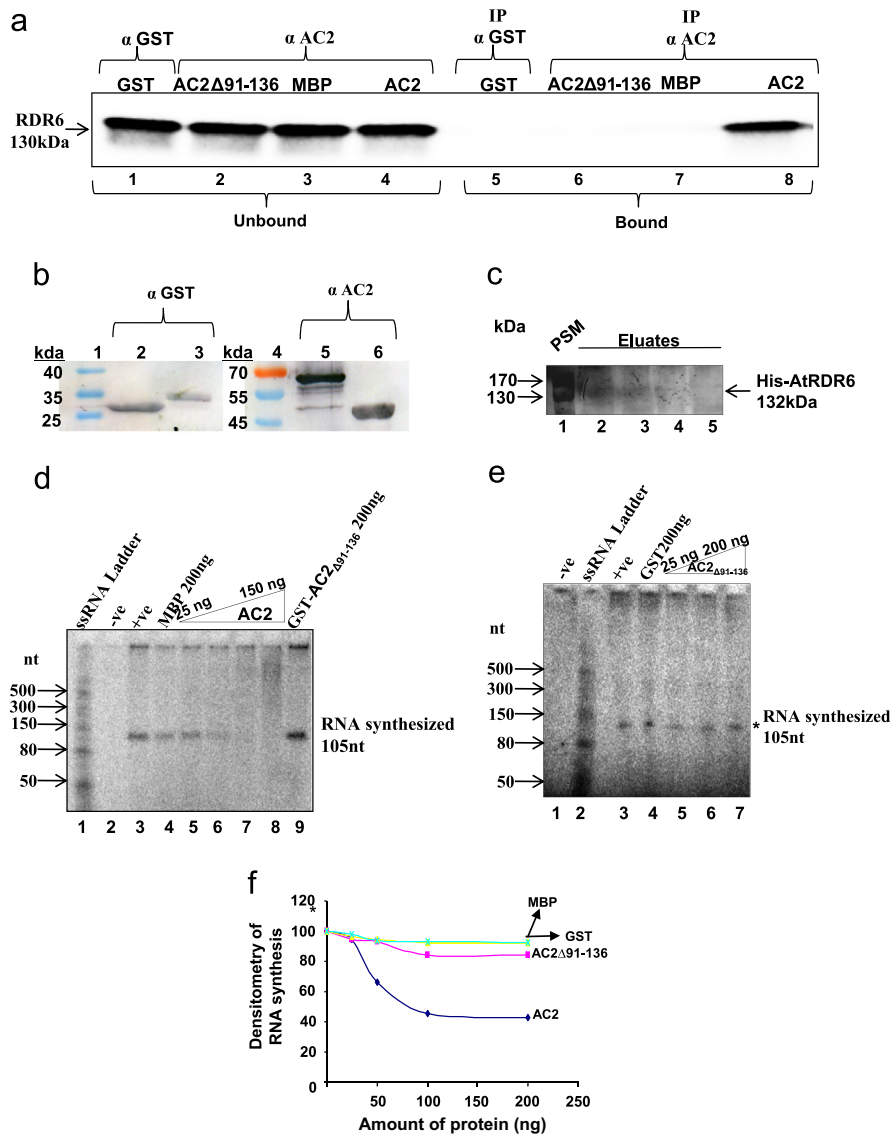 a
IP
IP
α GST
α AC2
α GST
α AC2
GST AC2Δ91-136 MBP AC2 GST AC2Δ91-136 MBP AC2
RDR6
130kDa
1 2 3 4 5 6 7 8
Unbound Bound
b
α GST
α AC2
kda 1 2 3 kda 4 5 6
40
35
25
70
55
45
c
kDa PSM Eluates
170
130
His-AtRDR6
132kDa
1 2 3 4 5
d
ssRNA Ladder
-ve
+ve
MBP 200ng
25 ng 150 ng
AC2
GST-AC2Δ91-136 200ng
nt
500
300
150
80
50
RNA synthesized
105nt
1 2 3 4 5 6 7 8 9
e
-ve
ssRNA Ladder
+ve
GST200ng
25 ng 200 ng
AC2Δ91-136
nt
500
300
150
80
50
* RNA synthesized
105nt
1 2 3 4 5 6 7
f
Densitometry of
RNA synthesis
120
*
100
80
60
40
20
0
50 100 150 200 250
Amount of protein (ng)
MBP
GST
AC2Δ91-136
AC2